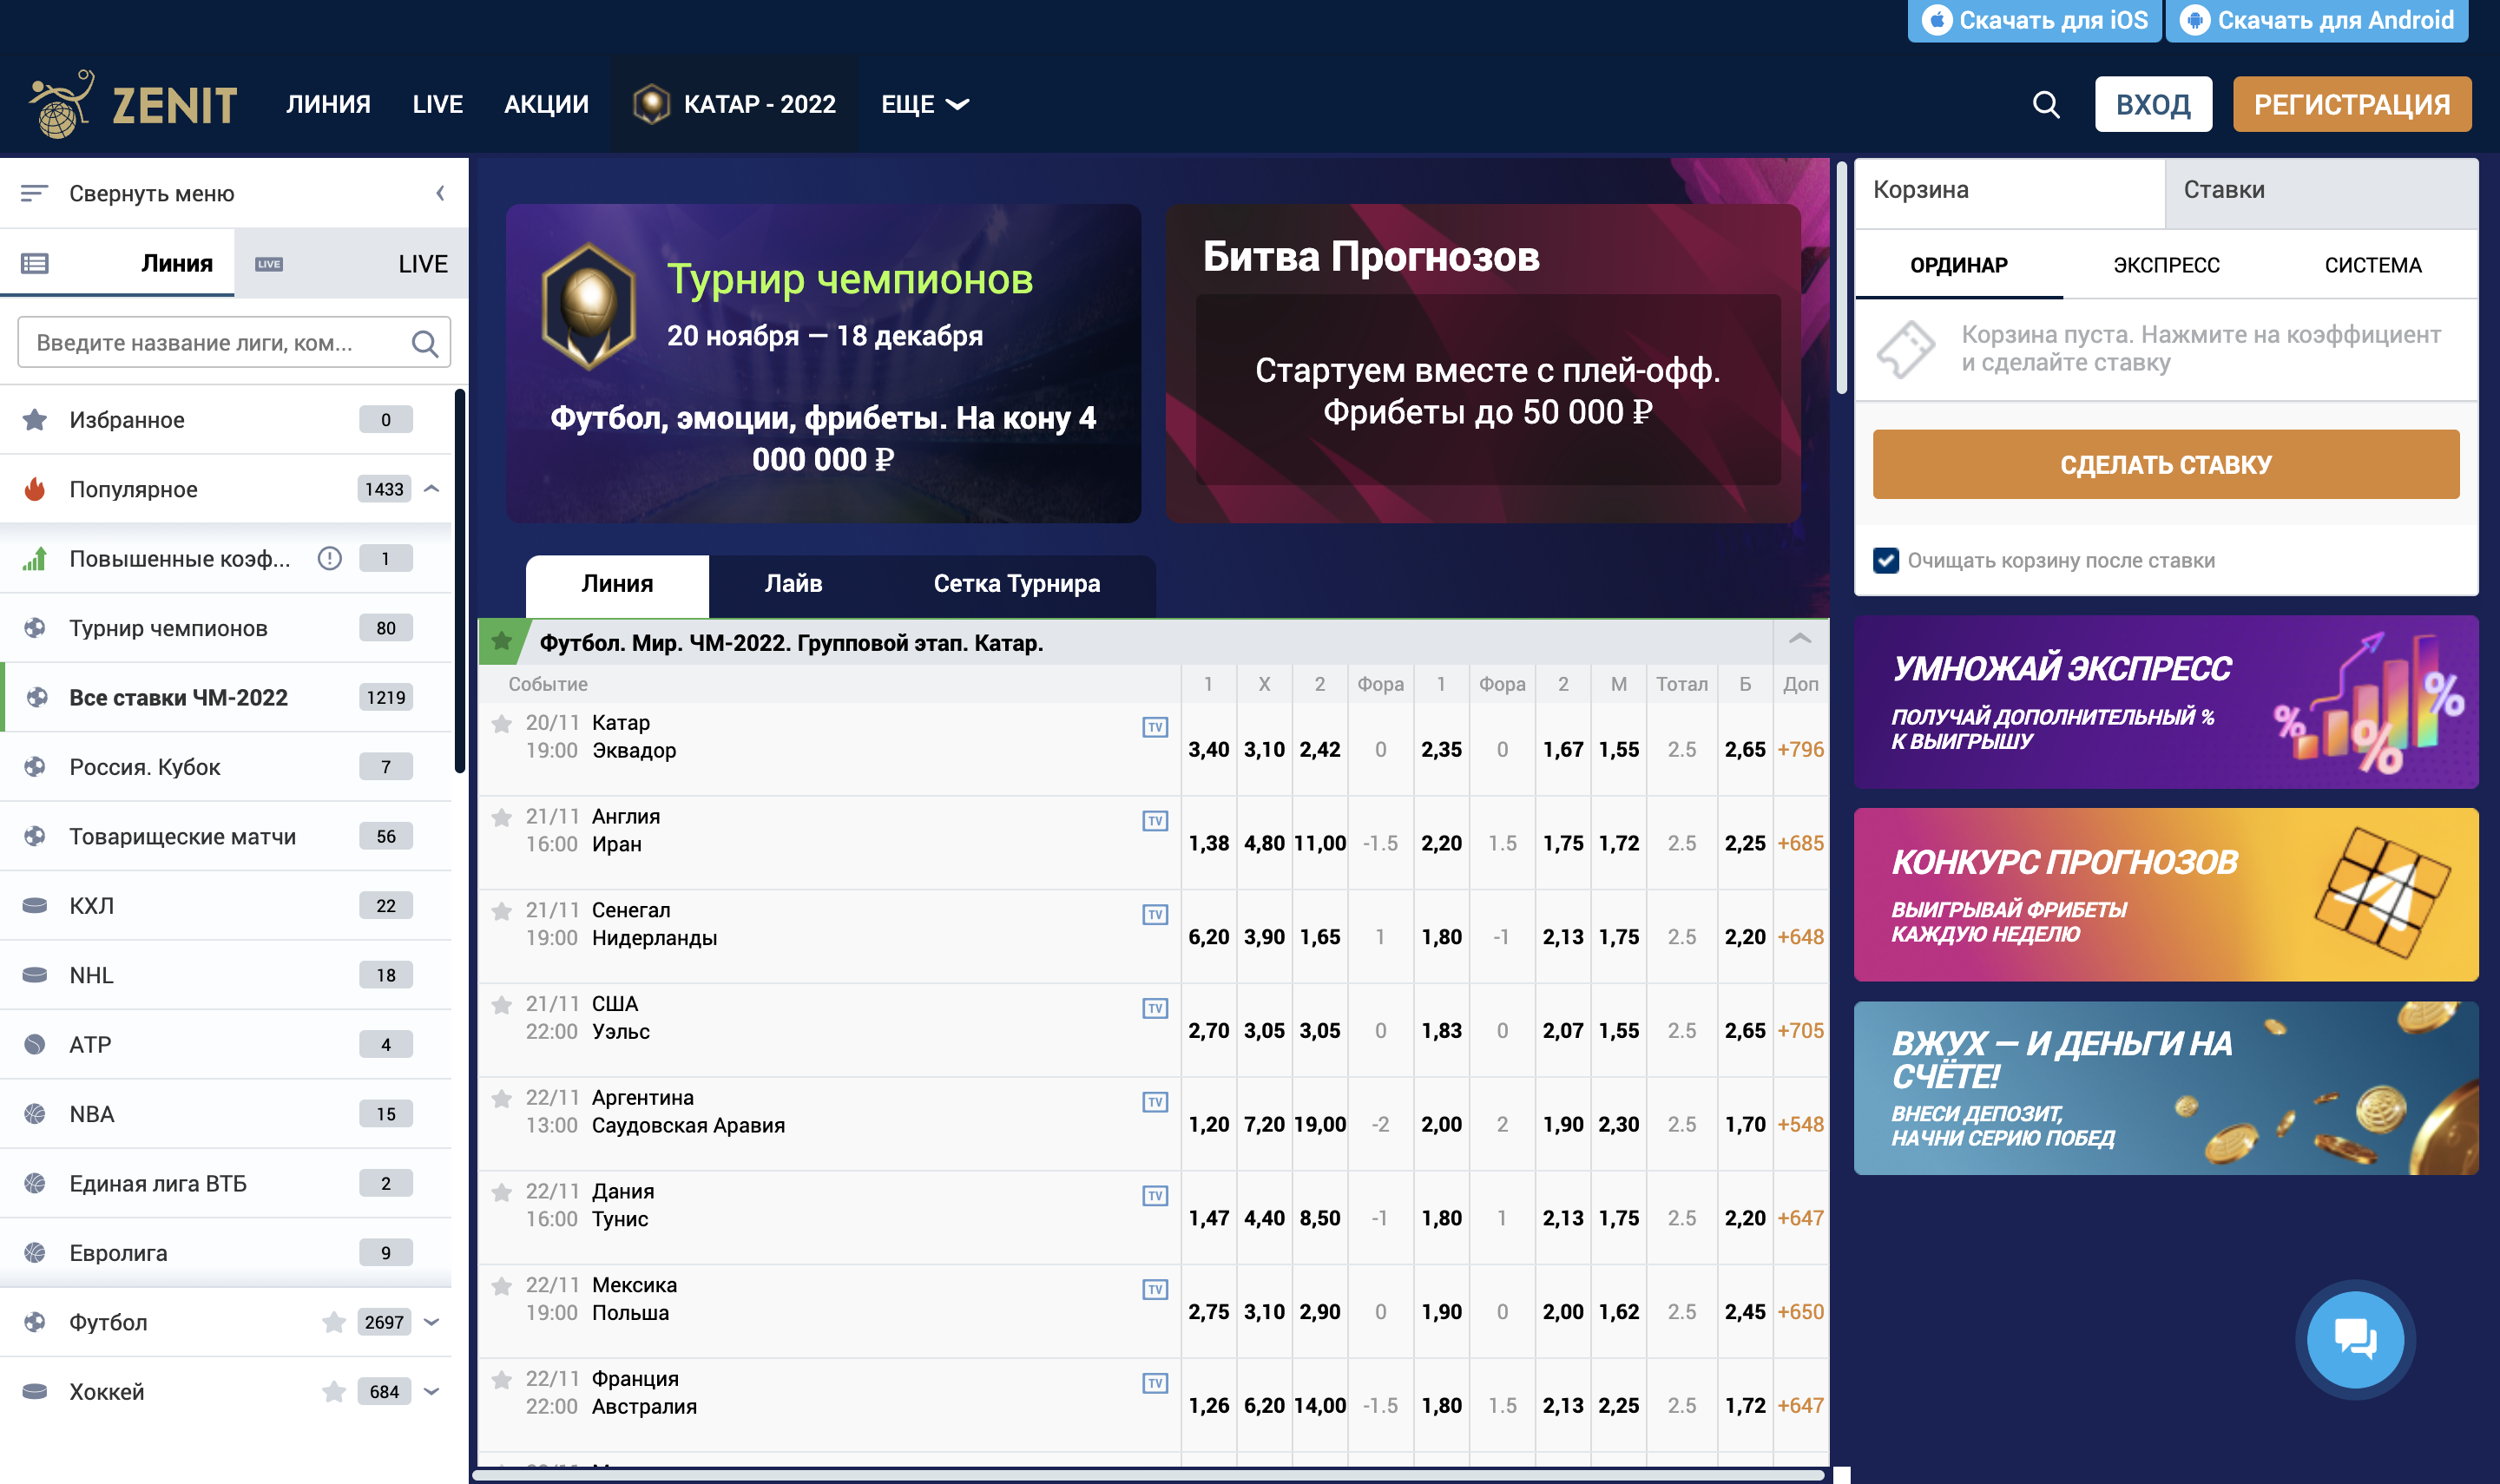 Скачать для iOS
Скачать для Android
ZENIT
ЛИНИЯ
LIVE
АКЦИИ
КАТАР - 2022
ЕЩЕ
ВХОД
РЕГИСТРАЦИЯ
Свернуть меню
Линия
LIVE
LIVE
Введите название лиги, ком...
Избранное
0
Популярное
1433
Повышенные коэф...
1
Турнир чемпионов
80
Все ставки ЧМ-2022
1219
Россия. Кубок
7
Товарищеские матчи
56
КХЛ
22
NHL
18
ATP
4
NBA
15
Единая лига ВТБ
2
Евролига
9
Футбол
2697
Хоккей
684
Турнир чемпионов
20 ноября — 18 декабря
Футбол, эмоции, фрибеты. На кону 4
000 000 ₽
Битва Прогнозов
Стартуем вместе с плей-офф.
Фрибеты до 50 000 ₽
Линия
Лайв
Сетка Турнира
Футбол. Мир. ЧМ-2022. Групповой этап. Катар.
Событие 1 X 2 Фора 1 Фора 2 М Тотал Б Доп
20/11 Катар TV
19:00 Эквадор
3,40 3,10 2,42 0 2,35 0 1,67 1,55 2.5 2,65 +796
21/11 Англия TV
16:00 Иран
1,38 4,80 11,00 -1.5 2,20 1.5 1,75 1,72 2.5 2,25 +685
21/11 Сенегал TV
19:00 Нидерланды
6,20 3,90 1,65 1 1,80 -1 2,13 1,75 2.5 2,20 +648
21/11 США TV
22:00 Уэльс
2,70 3,05 3,05 0 1,83 0 2,07 1,55 2.5 2,65 +705
22/11 Аргентина TV
13:00 Саудовская Аравия
1,20 7,20 19,00 -2 2,00 2 1,90 2,30 2.5 1,70 +548
22/11 Дания TV
16:00 Тунис
1,47 4,40 8,50 -1 1,80 1 2,13 1,75 2.5 2,20 +647
22/11 Мексика TV
19:00 Польша
2,75 3,10 2,90 0 1,90 0 2,00 1,62 2.5 2,45 +650
22/11 Франция TV
22:00 Австралия
1,26 6,20 14,00 -1.5 1,80 1.5 2,13 2,25 2.5 1,72 +647
Корзина
Ставки
ОРДИНАР
ЭКСПРЕСС
СИСТЕМА
Корзина пуста. Нажмите на коэффициент
и сделайте ставку
СДЕЛАТЬ СТАВКУ
Очищать корзину после ставки
УМНОЖАЙ ЭКСПРЕСС
ПОЛУЧАЙ ДОПОЛНИТЕЛЬНЫЙ %
К ВЫИГРЫШУ
% % %
КОНКУРС ПРОГНОЗОВ
ВЫИГРЫВАЙ ФРИБЕТЫ
КАЖДУЮ НЕДЕЛЮ
ВЖУХ — И ДЕНЬГИ НА
СЧЁТЕ!
ВНЕСИ ДЕПОЗИТ,
НАЧНИ СЕРИЮ ПОБЕД